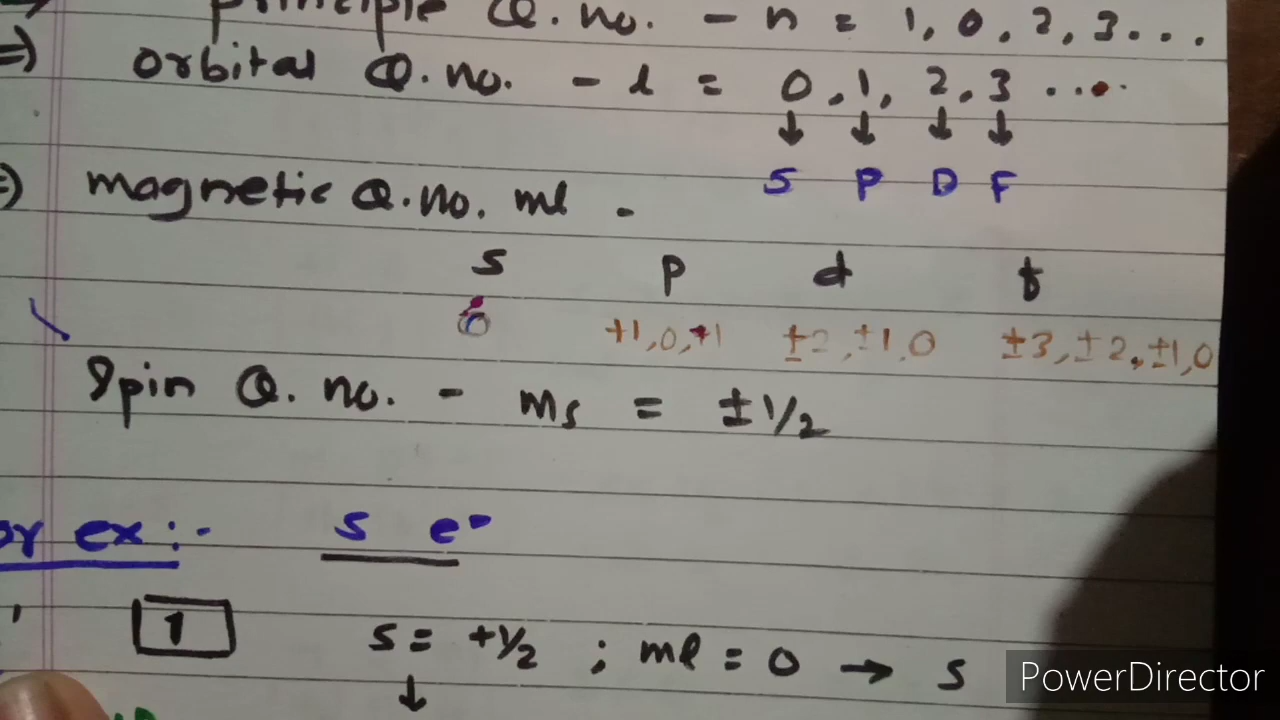 principle Q. no. - n = 1, 0, 2, 3...
=) orbital Q. no. - l = 0, 1, 2, 3 ....
↓ ↓ ↓ ↓
S P D F
=) magnetic Q. no. ml -
s p d f
0 +1, 0, +1 ±2, ±1, 0 ±3, ±2, ±1, 0
Spin Q. no. - ms = ±1/2
or ex:- s e-
1 s = +1/2 ; ml = 0 → s
↓
PowerDirector